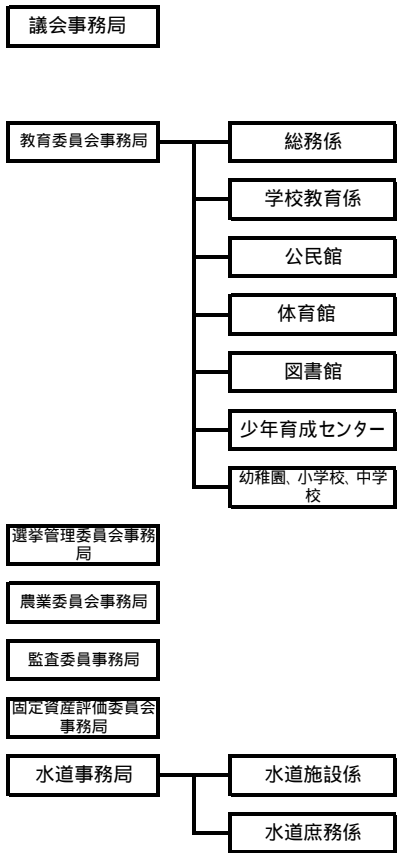 議会事務局
教育委員会事務局
総務係
学校教育係
公民館
体育館
図書館
少年育成センター
幼稚園、小学校、中学
校
選挙管理委員会事務
局
農業委員会事務局
監査委員事務局
固定資産評価委員会
事務局
水道事務局
水道施設係
水道庶務係